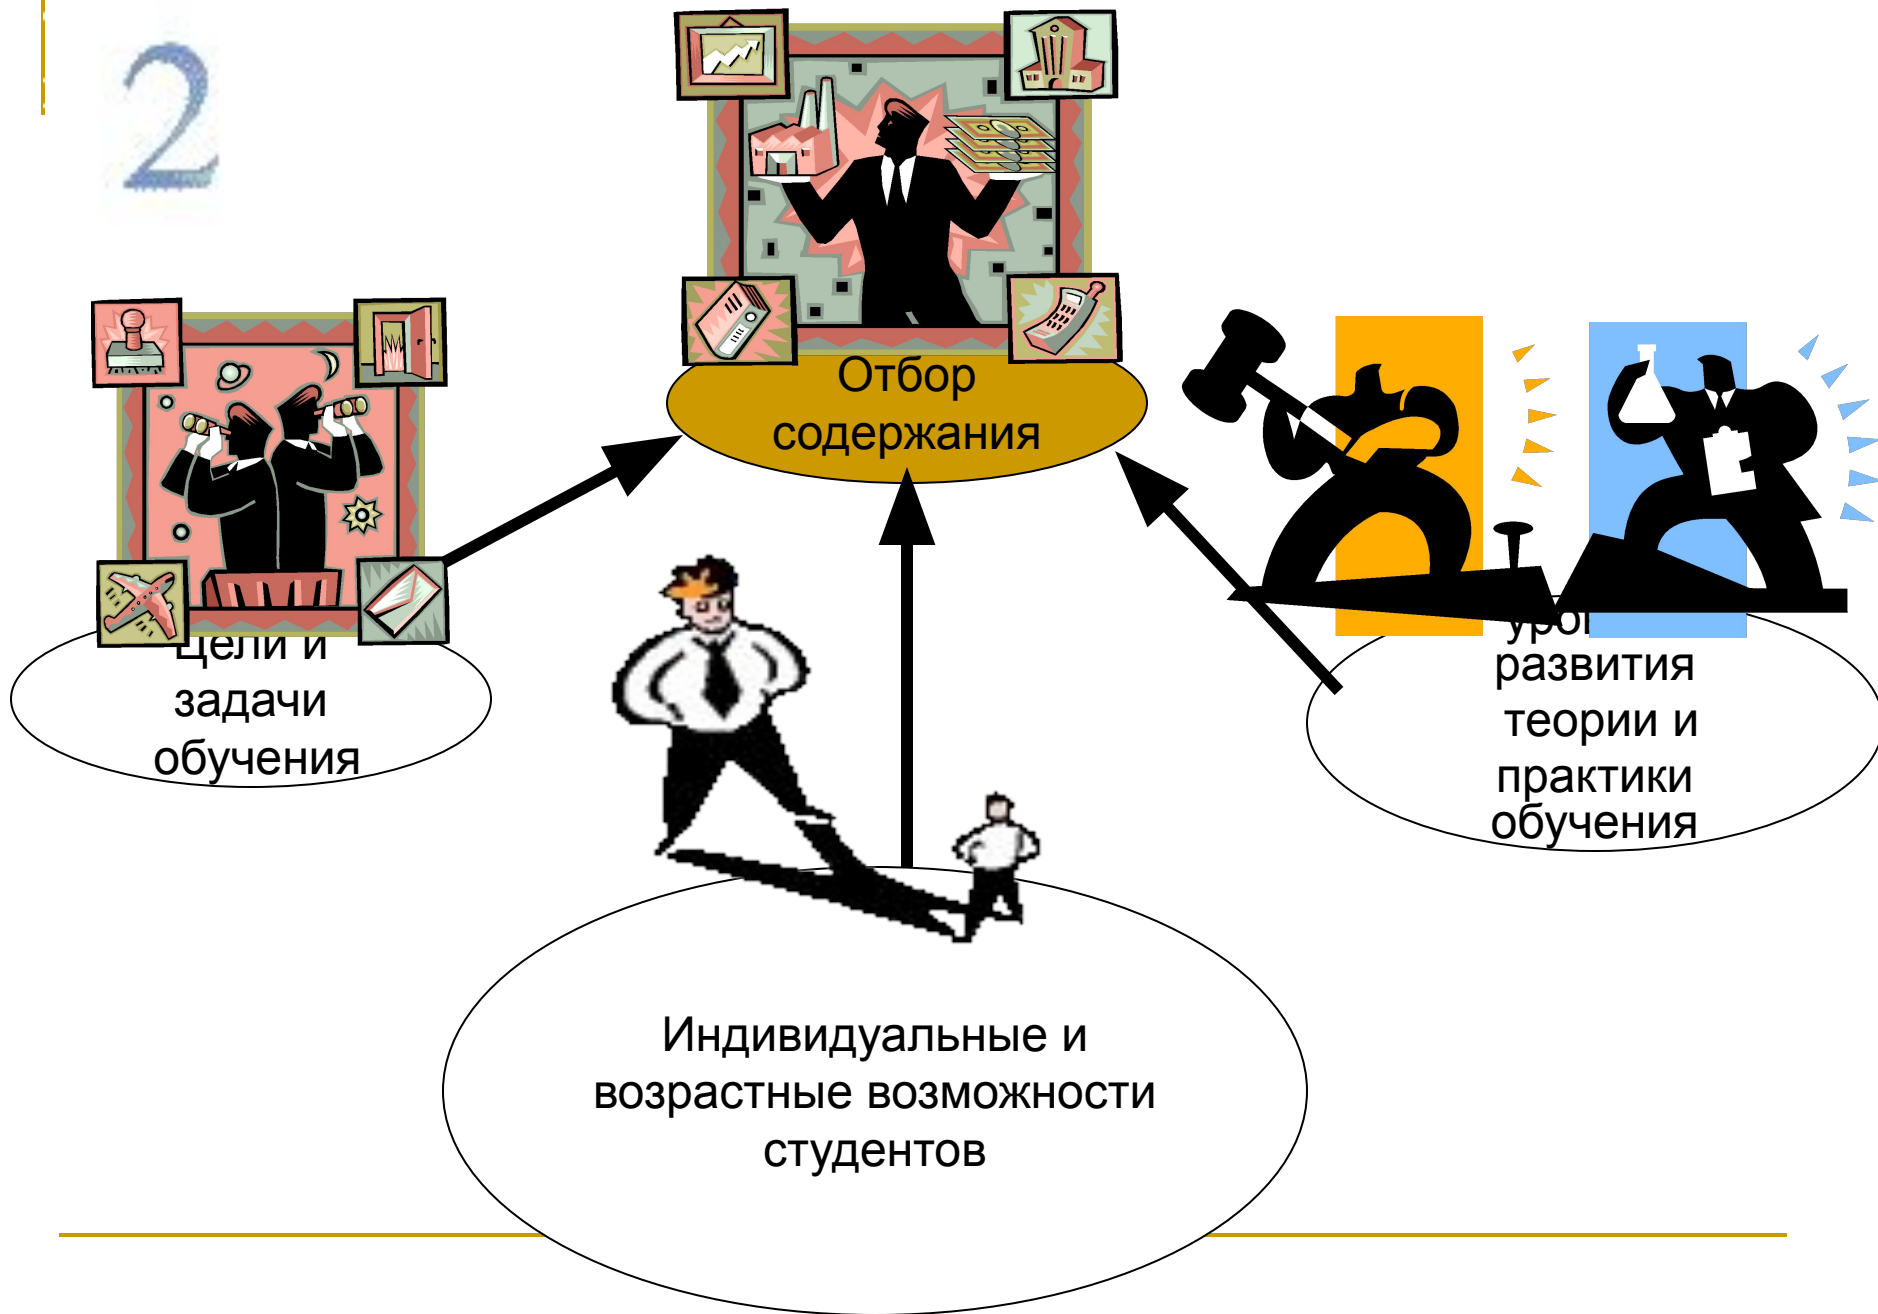 2
Отбор
содержания
Цели и
задачи
обучения
развития
теории и
практики
обучения
Индивидуальные и
возрастные возможности
студентов